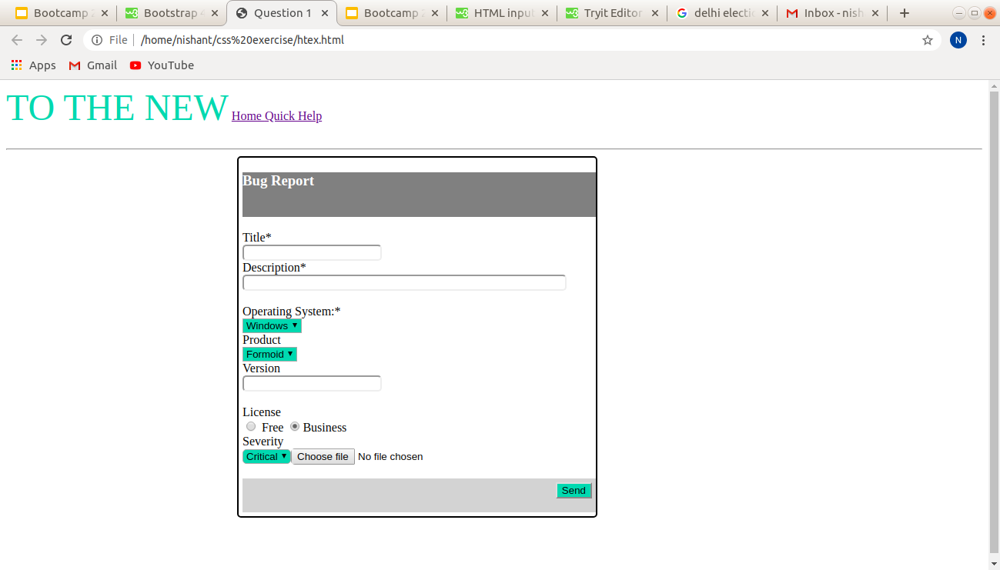 Bootcamp 2
Bootstrap 4
Question 1
Bootcamp 2
HTML input
Tryit Editor
delhi electi
Inbox - nish
File
/home/nishant/css%20exercise/htex.html
N
Apps
Gmail
YouTube
TO THE NEW Home Quick Help
Bug Report
Title*
Description*
Operating System:*
Windows
Product
Formoid
Version
License
Free Business
Severity
Critical Choose file No file chosen
Send